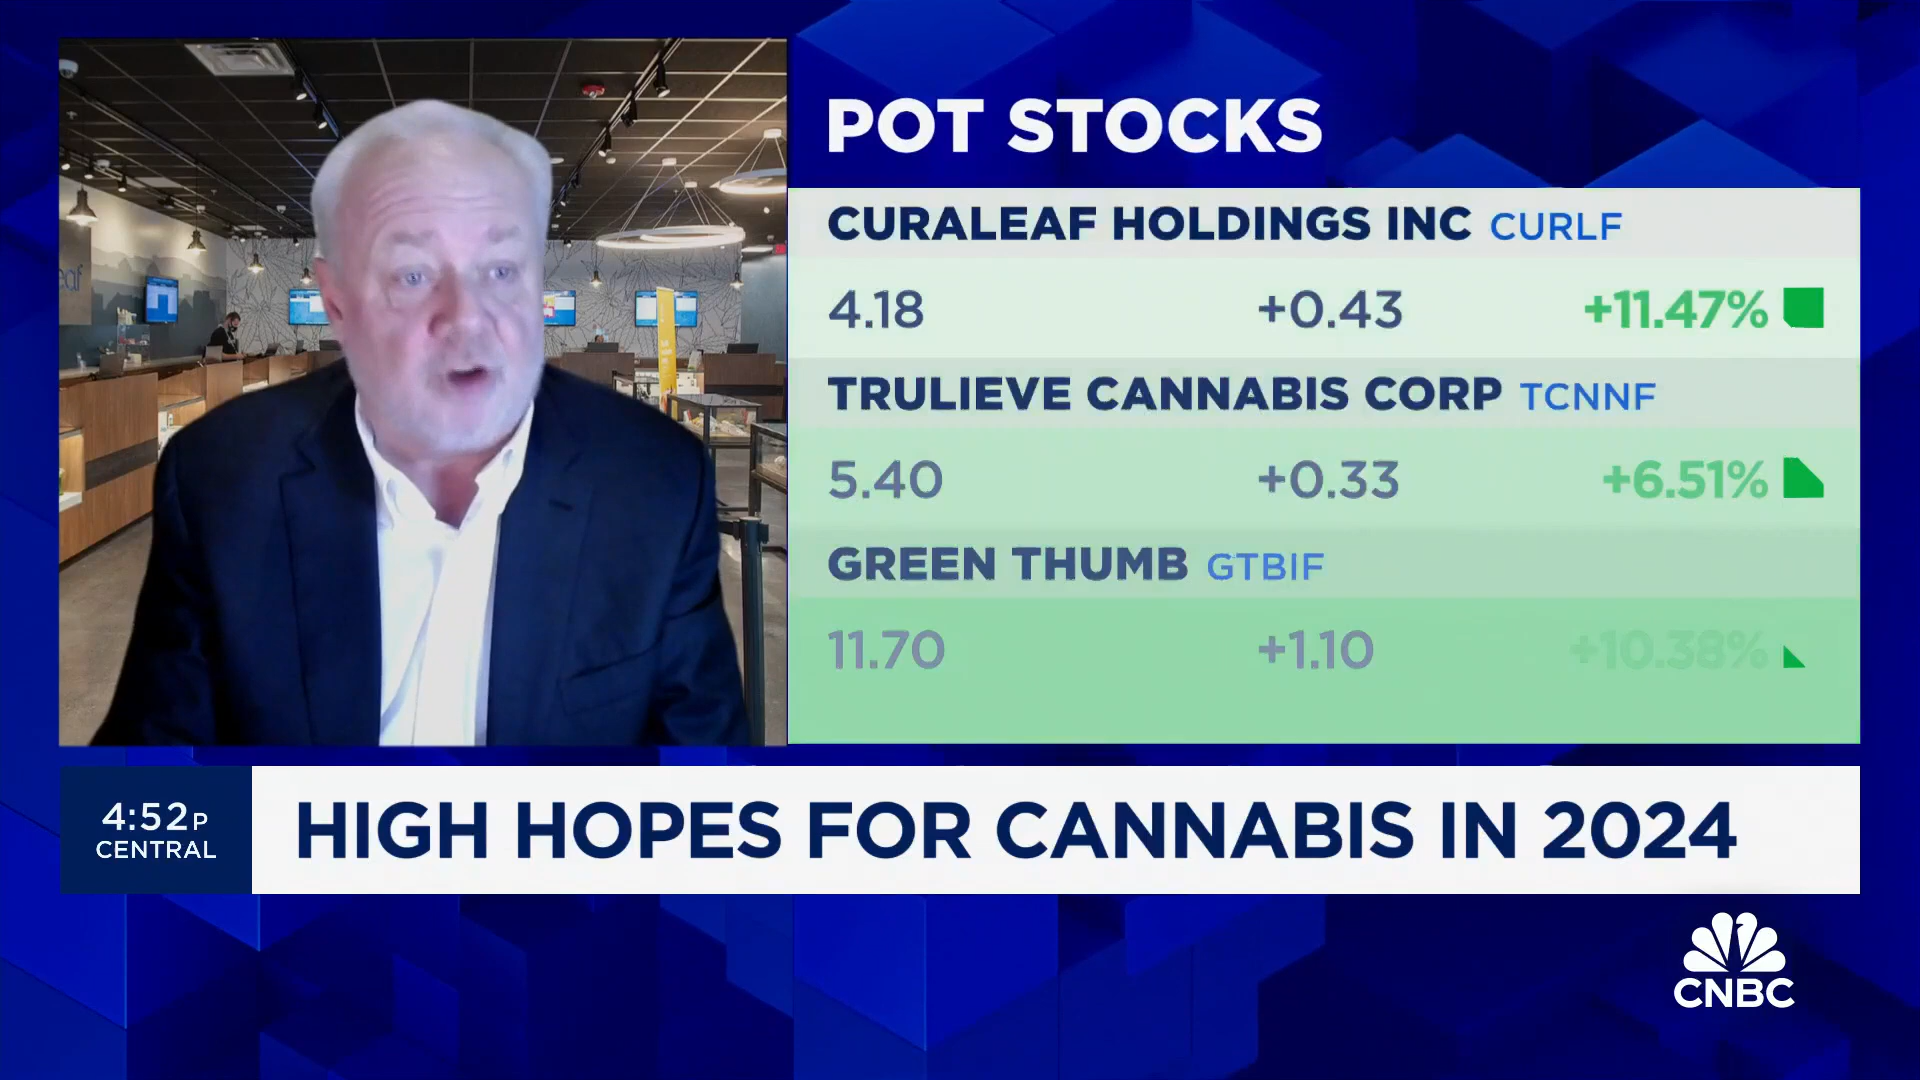 POT STOCKS
CURALEAF HOLDINGS INC CURLF
4.18 +0.43 +11.47%
TRULIEVE CANNABIS CORP TCNNF
5.40 +0.33 +6.51%
GREEN THUMB GTBIF
11.70 +1.10 +10.38%
4:52P
CENTRAL
HIGH HOPES FOR CANNABIS IN 2024
CNBC